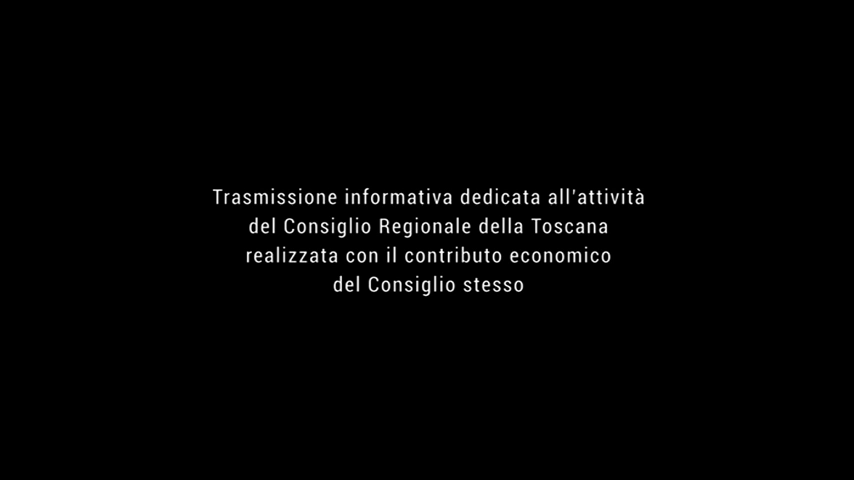 Trasmissione informativa dedicata all'attività
del Consiglio Regionale della Toscana
realizzata con il contributo economico
del Consiglio stesso